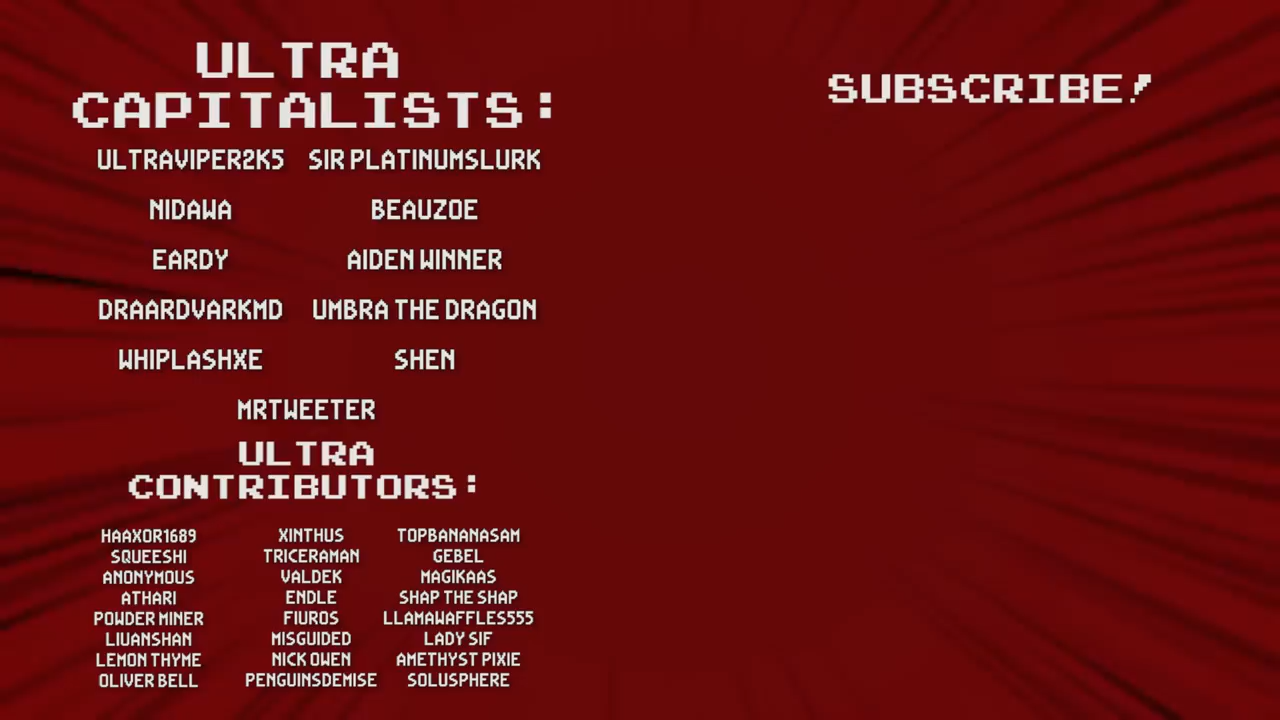 ULTRA
CAPITALISTS:
SUBSCRIBE!
ULTRAVIPER2K5 SIR PLATINUMSLURK
NIDAWA BEAUZOE
EARDY AIDEN WINNER
DRAARDVARKMD UMBRA THE DRAGON
WHIPLASHXE SHEN
MRTWEETER
ULTRA
CONTRIBUTORS:
HAAXOR1689 XINTHUS TOPBANANASAM
SQUEESHI TRICERAMAN GEBEL
ANONYMOUS VALDEK MAGIKAAS
ATHARI ENDLE SHAP THE SHAP
POWDER MINER FIUROS LLAMAWAFFLES555
LIUANSHAN MISGUIDED LADY SIF
LEMON THYME NICK OWEN AMETHYST PIXIE
OLIVER BELL PENGUINSDEMISE SOLUSPHERE